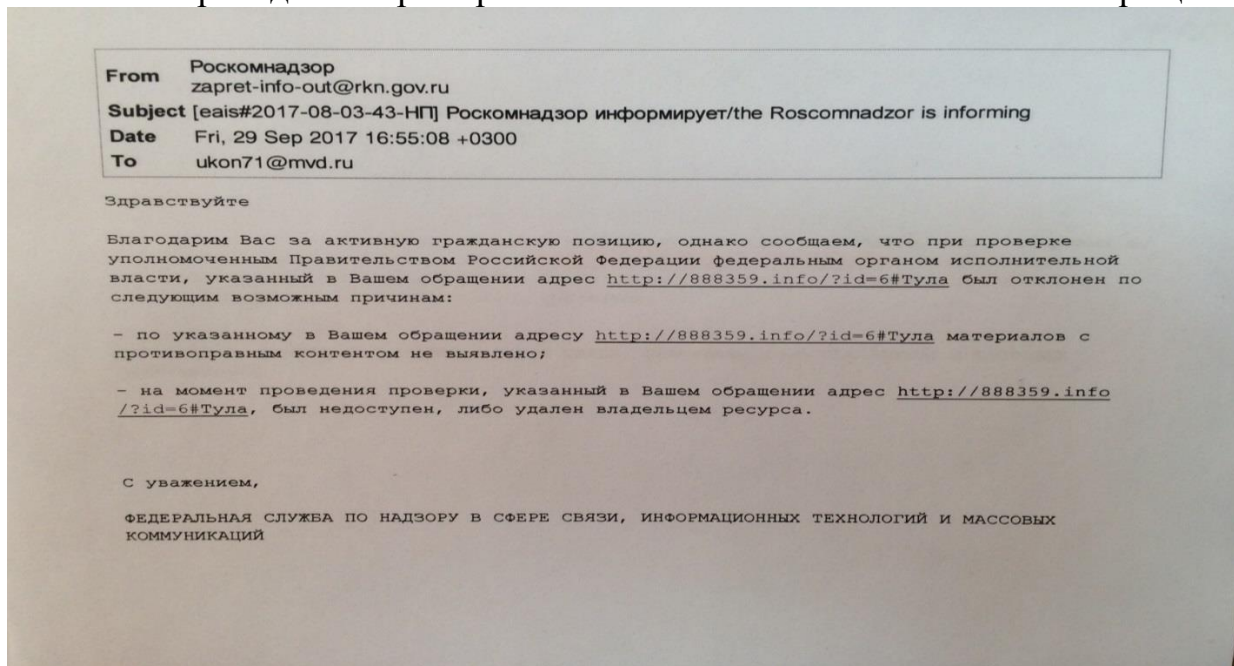 From Роскомнадзор
zapret-info-out@rkn.gov.ru
Subject [eais#2017-08-03-43-НП] Роскомнадзор информирует/the Roscomnadzor is informing
Date Fri, 29 Sep 2017 16:55:08 +0300
To ukon71@mvd.ru
Здравствуйте
Благодарим Вас за активную гражданскую позицию, однако сообщаем, что при проверке
уполномоченным Правительством Российской Федерации федеральным органом исполнительной
власти, указанный в Вашем обращении адрес http://888359.info/?id=6#Тула был отклонен по
следующим возможным причинам:
- по указанному в Вашем обращении адресу http://888359.info/?id=6#Тула материалов с
противоправным контентом не выявлено;
- на момент проведения проверки, указанный в Вашем обращении адрес http://888359.info
/?id=6#Тула, был недоступен, либо удален владельцем ресурса.
С уважением,
ФЕДЕРАЛЬНАЯ СЛУЖБА ПО НАДЗОРУ В СФЕРЕ СВЯЗИ, ИНФОРМАЦИОННЫХ ТЕХНОЛОГИЙ И МАССОВЫХ
КОММУНИКАЦИЙ